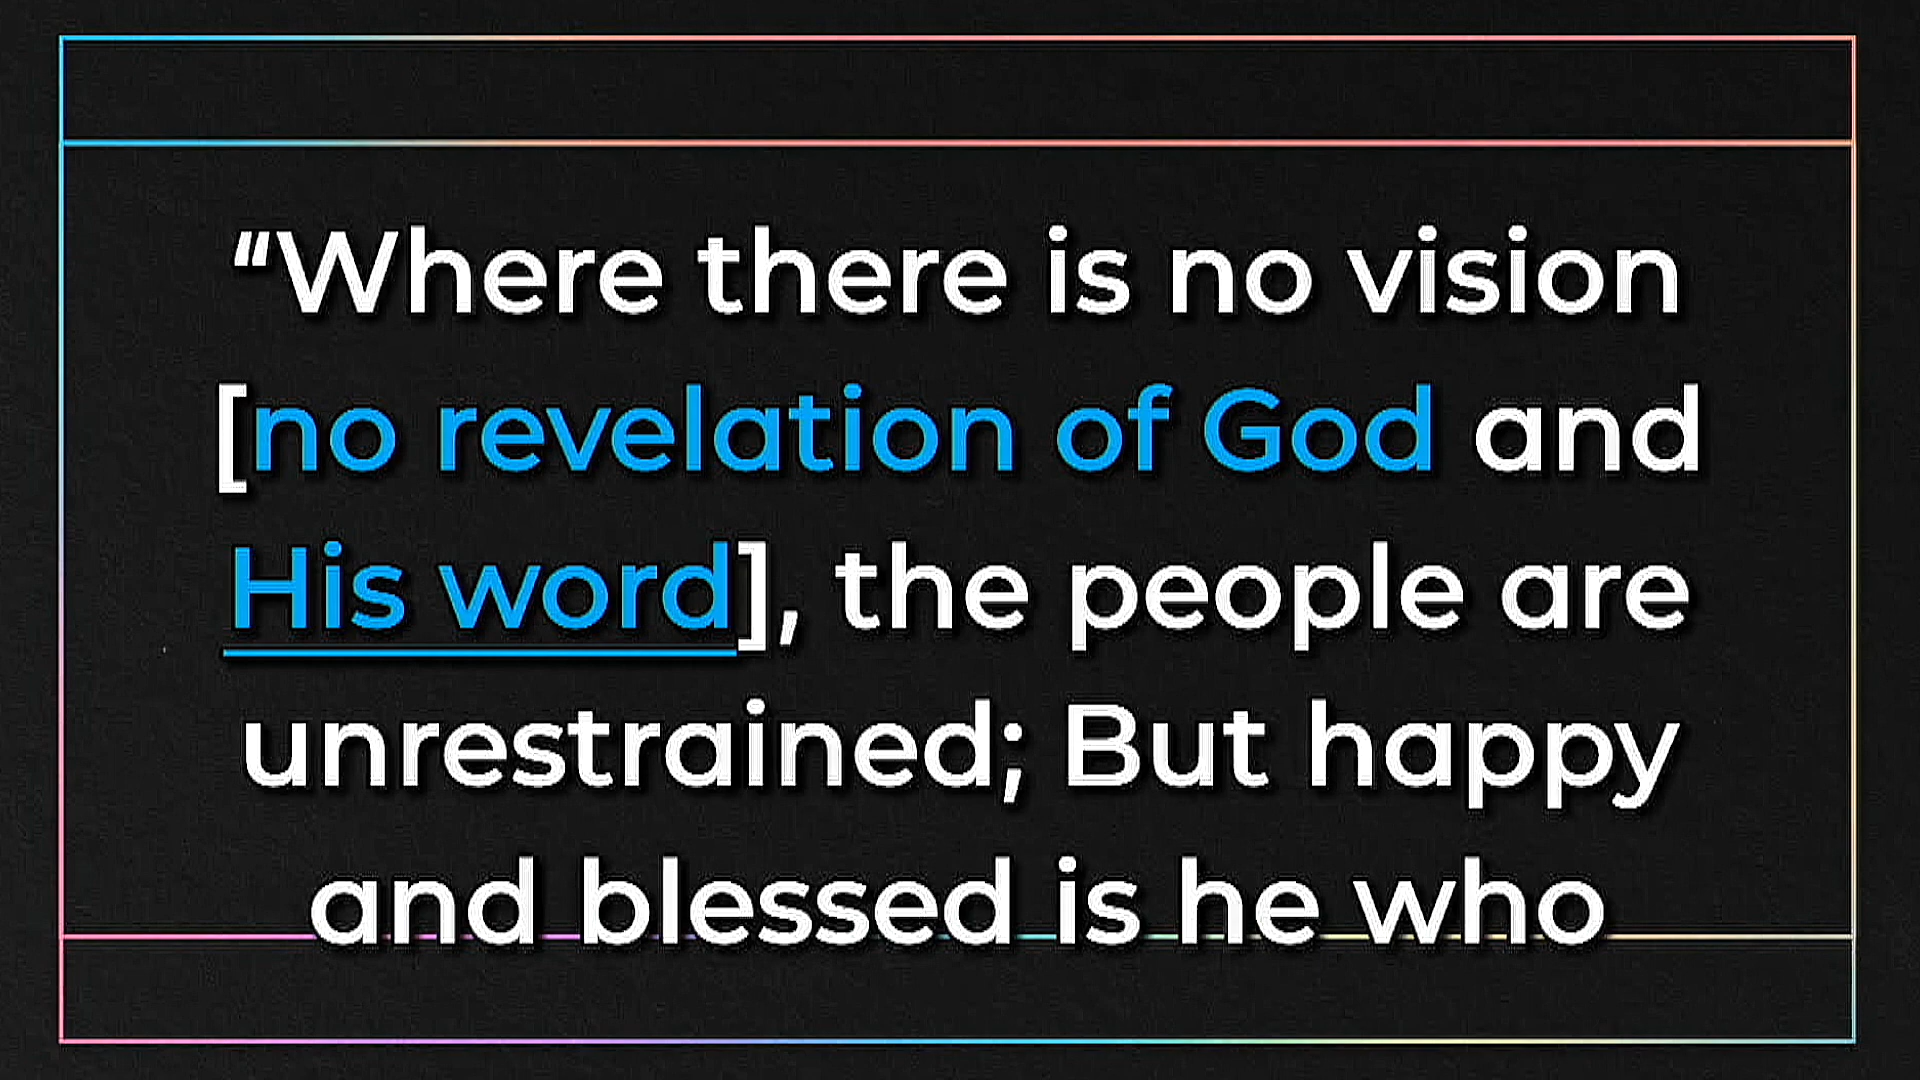 “Where there is no vision
[no revelation of God and
His word], the people are
unrestrained; But happy
and blessed is he who